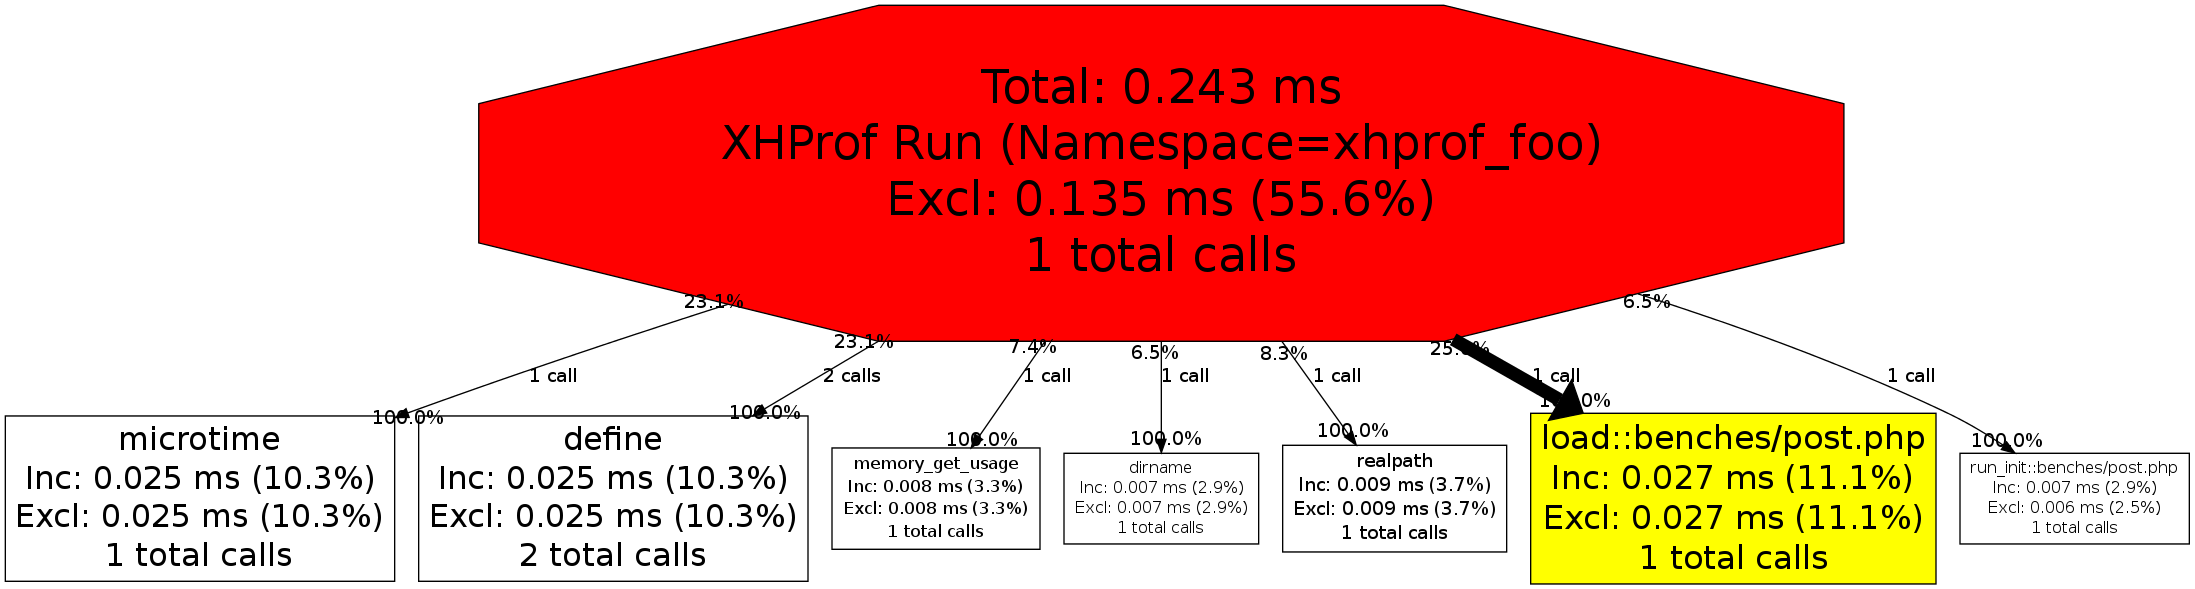 Total: 0.243 ms
XHProf Run (Namespace=xhprof_foo)
Excl: 0.135 ms (55.6%)
1 total calls
23.1%
23.1%
7.4%
6.5%
8.3%
6.5%
1 call
2 calls
1 call
1 call
1 call
1 call
1 call
100.0%
100.0%
100.0%
100.0%
100.0%
100.0%
microtime
Inc: 0.025 ms (10.3%)
Excl: 0.025 ms (10.3%)
1 total calls
define
Inc: 0.025 ms (10.3%)
Excl: 0.025 ms (10.3%)
2 total calls
memory_get_usage
Inc: 0.008 ms (3.3%)
Excl: 0.008 ms (3.3%)
1 total calls
dirname
Inc: 0.007 ms (2.9%)
Excl: 0.007 ms (2.9%)
1 total calls
realpath
Inc: 0.009 ms (3.7%)
Excl: 0.009 ms (3.7%)
1 total calls
load::benches/post.php
Inc: 0.027 ms (11.1%)
Excl: 0.027 ms (11.1%)
1 total calls
run_init::benches/post.php
Inc: 0.007 ms (2.9%)
Excl: 0.006 ms (2.5%)
1 total calls